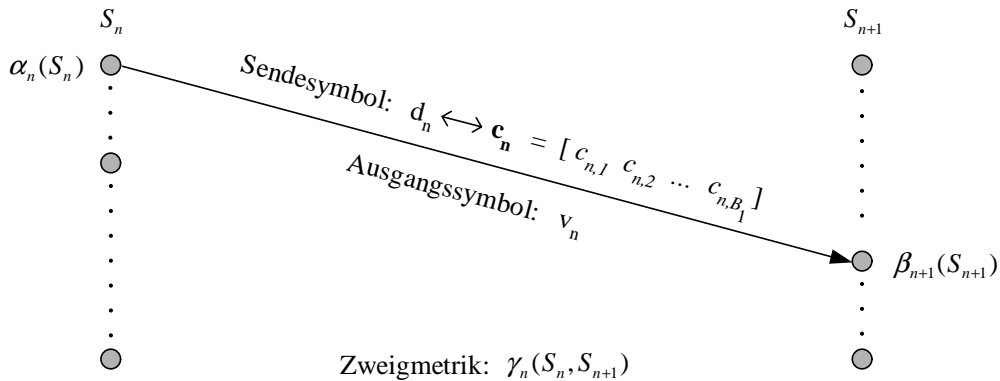 S_n S_{n+1}
α_n(S_n)
Sendesymbol: d_n ⟷ c_n = [ c_{n,1} c_{n,2} ... c_{n,B_1} ]
Ausgangssymbol: v_n
β_{n+1}(S_{n+1})
Zweigmetrik: γ_n(S_n, S_{n+1})